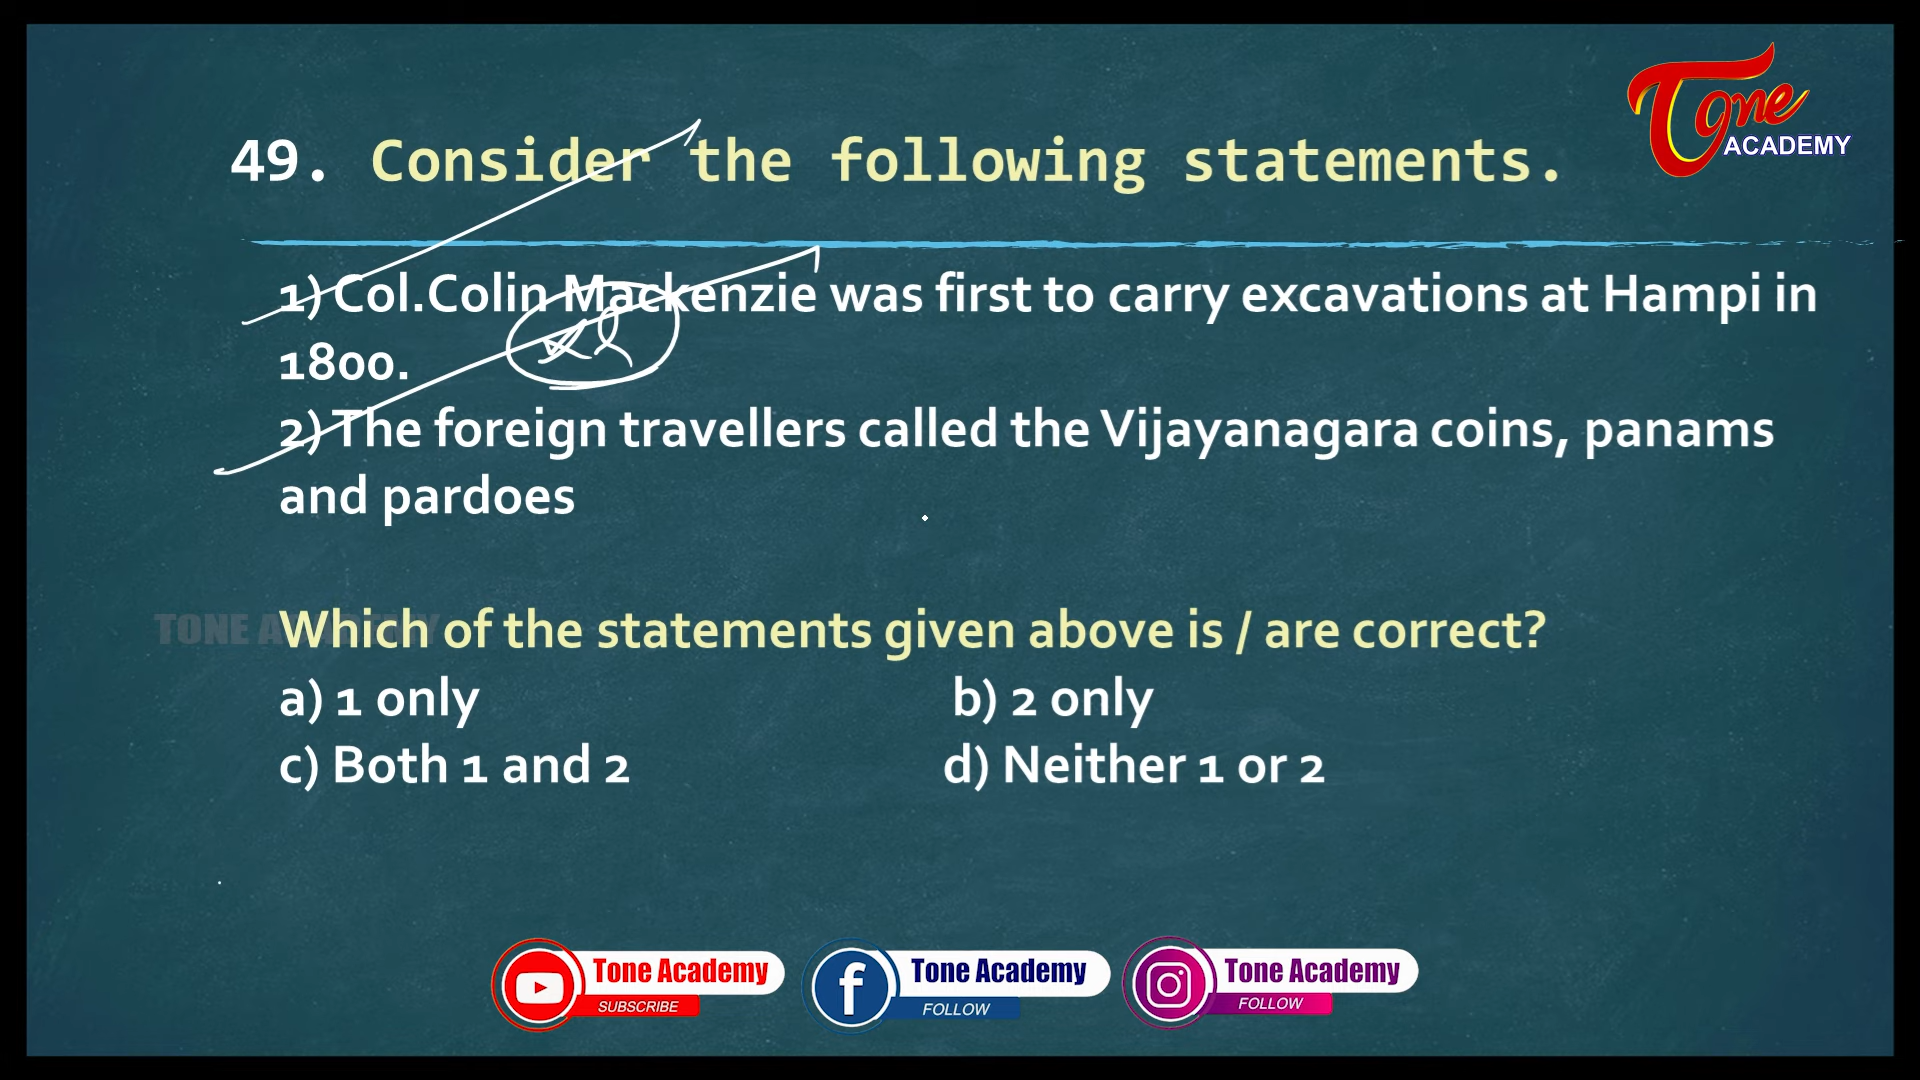 Tone
ACADEMY
49. Consider the following statements.
1) Col.Colin Mackenzie was first to carry excavations at Hampi in
1800.
2) The foreign travellers called the Vijayanagara coins, panams
and pardoes
TONE ACADEMY
Which of the statements given above is / are correct?
a) 1 only b) 2 only
c) Both 1 and 2 d) Neither 1 or 2
Tone Academy Tone Academy Tone Academy
SUBSCRIBE FOLLOW FOLLOW